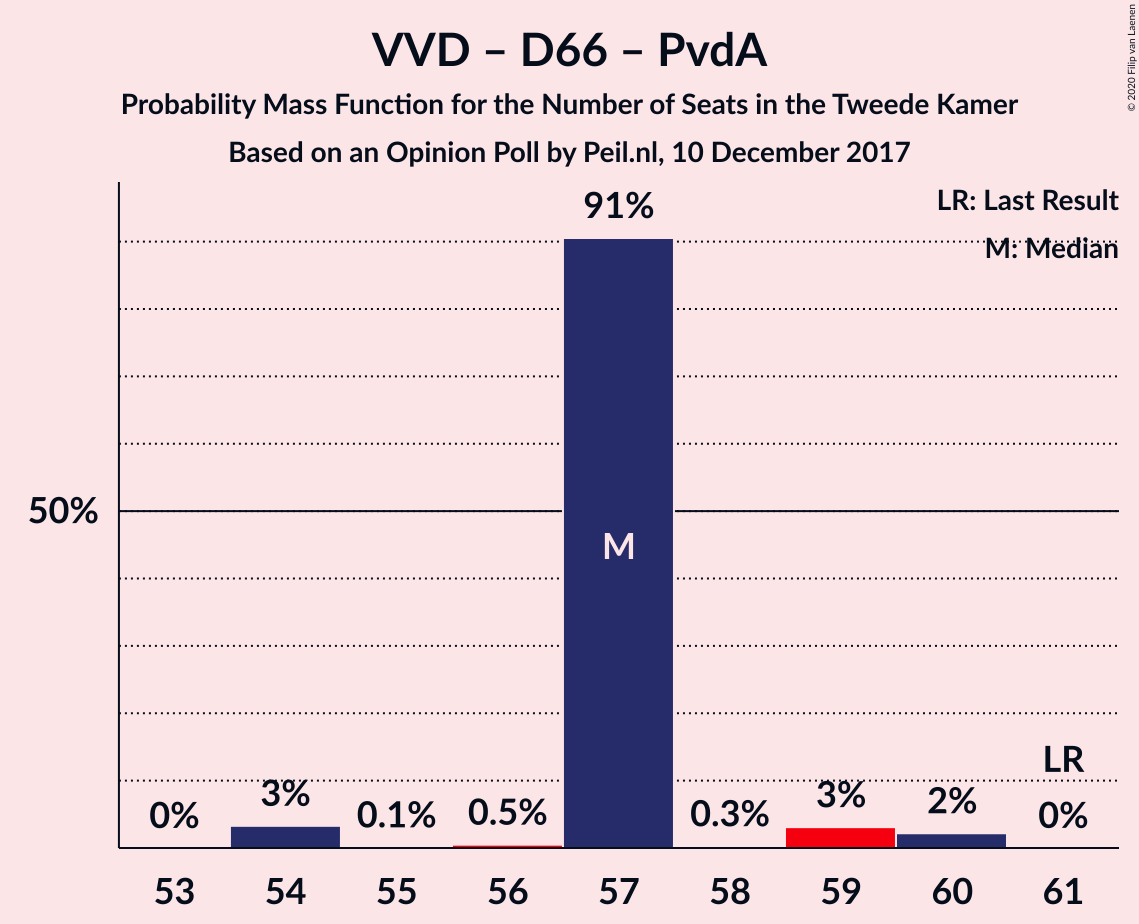 VVD – D66 – PvdA
Probability Mass Function for the Number of Seats in the Tweede Kamer
Based on an Opinion Poll by Peil.nl, 10 December 2017
© 2020 Filip van Laenen
LR: Last Result
M: Median
91%
50%
M
LR
0% 3% 0.1% 0.5% 0.3% 3% 2% 0%
53 54 55 56 57 58 59 60 61